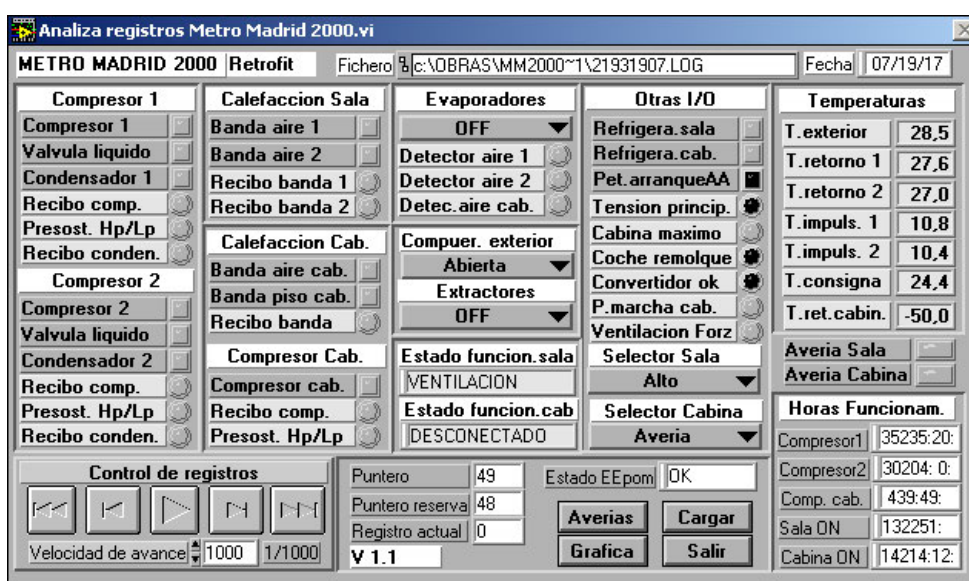 Analiza registros Metro Madrid 2000.vi
METRO MADRID 2000 Retrofit Fichero c:\OBRAS\MM2000~1\21931907.LOG Fecha 07/19/17
Compresor 1
Compresor 1
Valvula liquido
Condensador 1
Recibo comp.
Presost. Hp/Lp
Recibo conden.
Compresor 2
Compresor 2
Valvula liquido
Condensador 2
Recibo comp.
Presost. Hp/Lp
Recibo conden.
Calefaccion Sala
Banda aire 1
Banda aire 2
Recibo banda 1
Recibo banda 2
Calefaccion Cab.
Banda aire cab.
Banda piso cab.
Recibo banda
Compresor Cab.
Compresor cab.
Recibo comp.
Presost. Hp/Lp
Evaporadores
OFF
Detector aire 1
Detector aire 2
Detec.aire cab.
Compuer. exterior
Abierta
Extractores
OFF
Estado funcion.sala
VENTILACION
Estado funcion.cab
DESCONECTADO
Otras I/O
Refrigera.sala
Refrigera.cab.
Pet.arranqueAA
Tension princip.
Cabina maximo
Coche remolque
Convertidor ok
P.marcha cab.
Ventilacion Forz
Selector Sala
Alto
Selector Cabina
Averia
Temperaturas
T.exterior 28,5
T.retorno 1 27,6
T.retorno 2 27,0
T.impuls. 1 10,8
T.impuls. 2 10,4
T.consigna 24,4
T.ret.cabin. -50,0
Averia Sala
Averia Cabina
Horas Funcionam.
Compresor1 35235:20:
Compresor2 30204: 0:
Comp. cab. 439:49:
Sala ON 132251:
Cabina ON 14214:12:
Control de registros
Velocidad de avance 1000 1/1000
Puntero 49
Puntero reserva 48
Registro actual 0
V 1.1
Estado EEpom OK
Averias Cargar
Grafica Salir